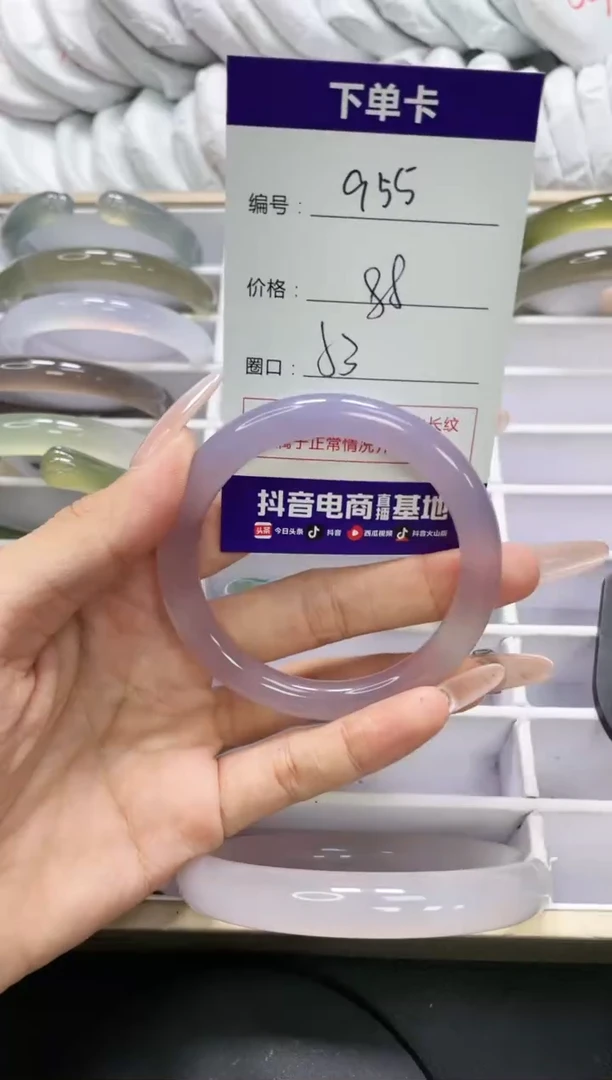 下单卡
编号: 955
价格: 88
圈口: 53
长纹
属于正常情况
抖音电商直播基地
头条 今日头条 抖音 西瓜视频 抖音火山版